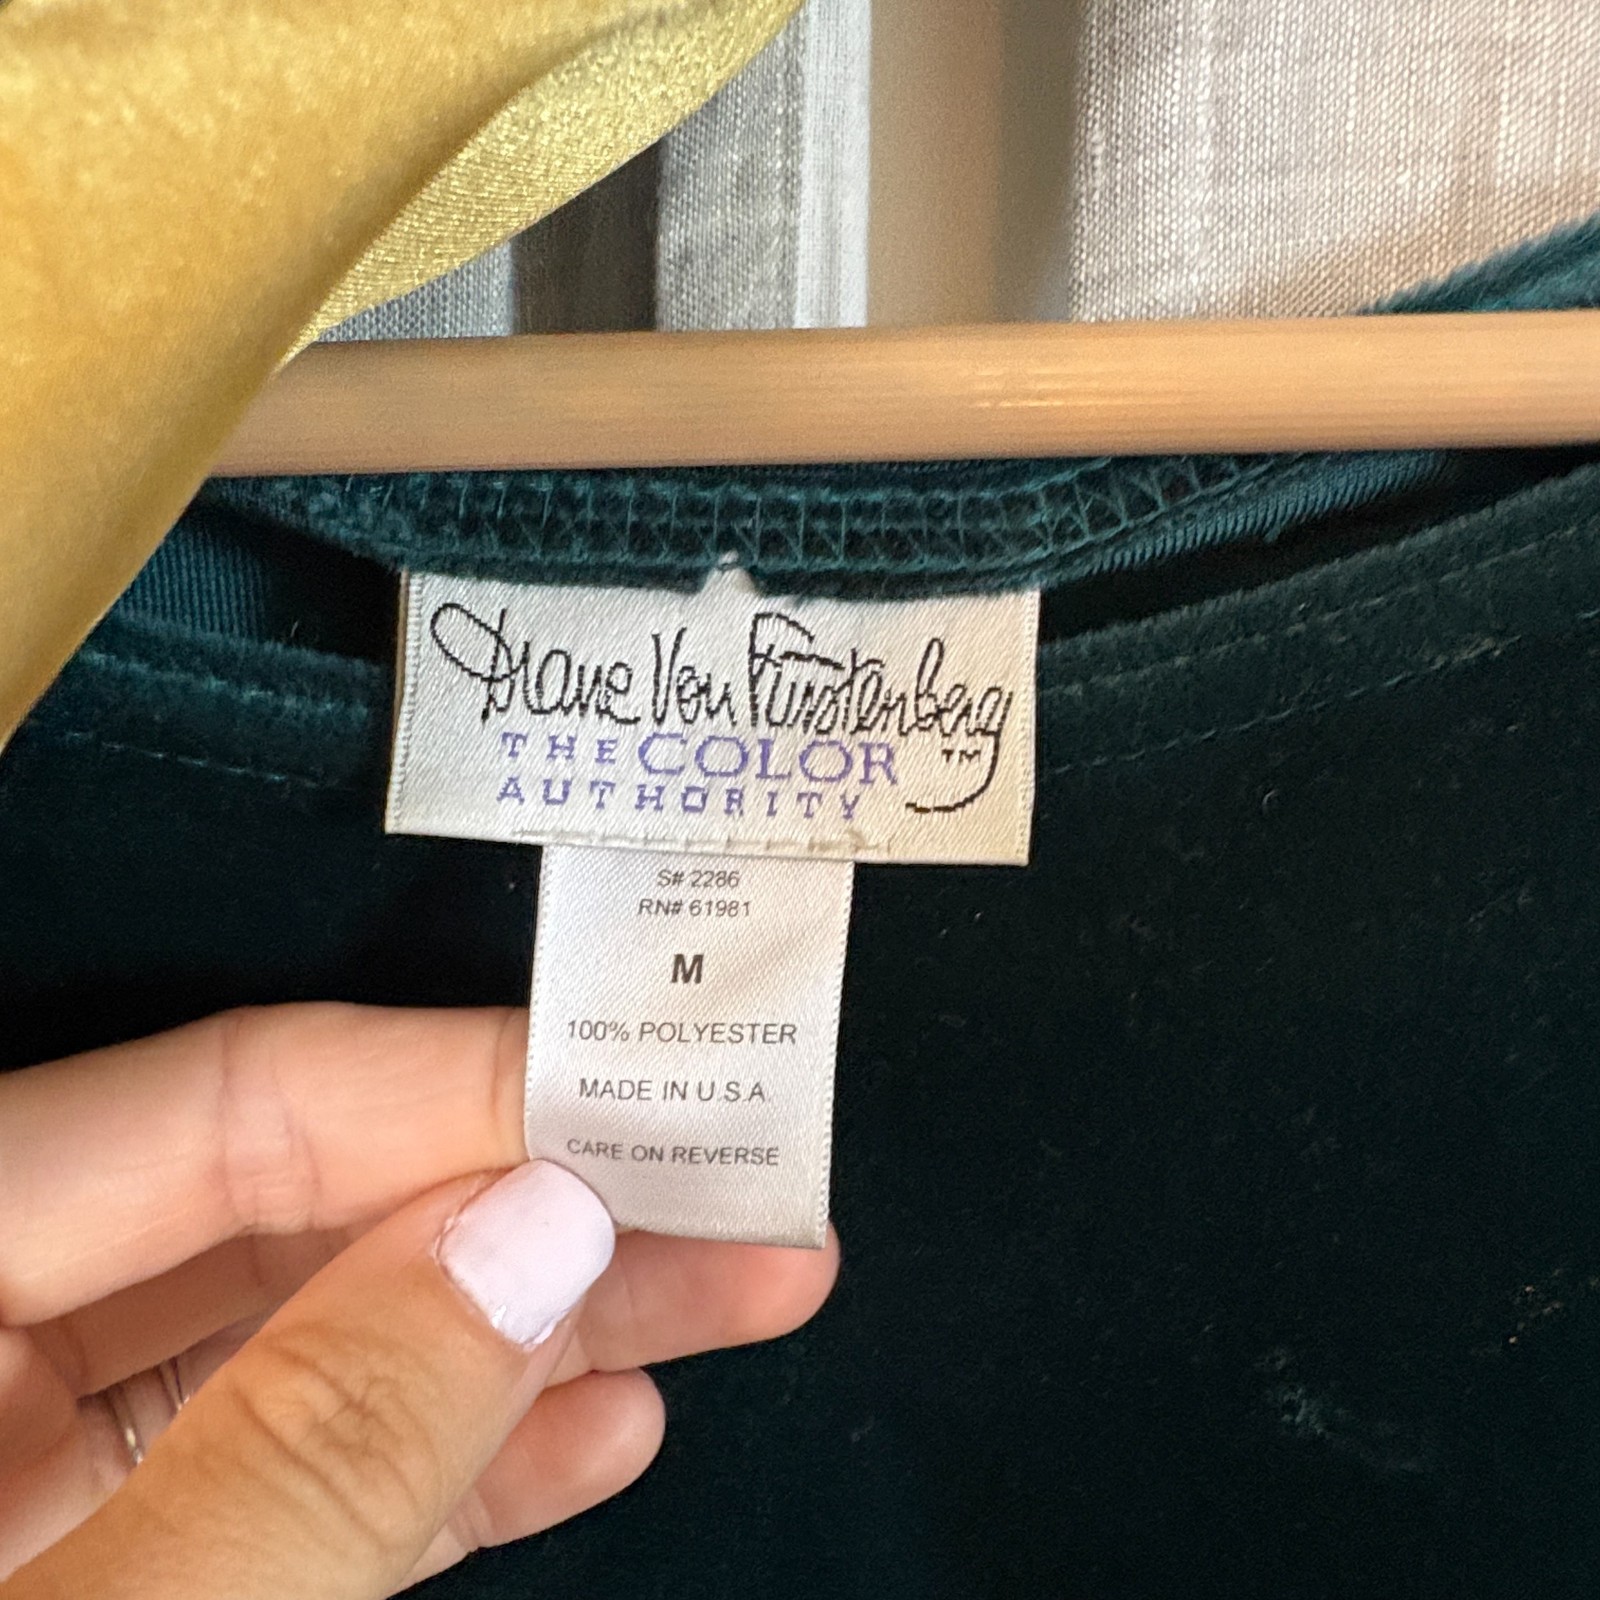 Diane Von Furstenberg
THE COLOR TM
AUTHORITY
S# 2286
RN# 61981
M
100% POLYESTER
MADE IN U.S.A.
CARE ON REVERSE